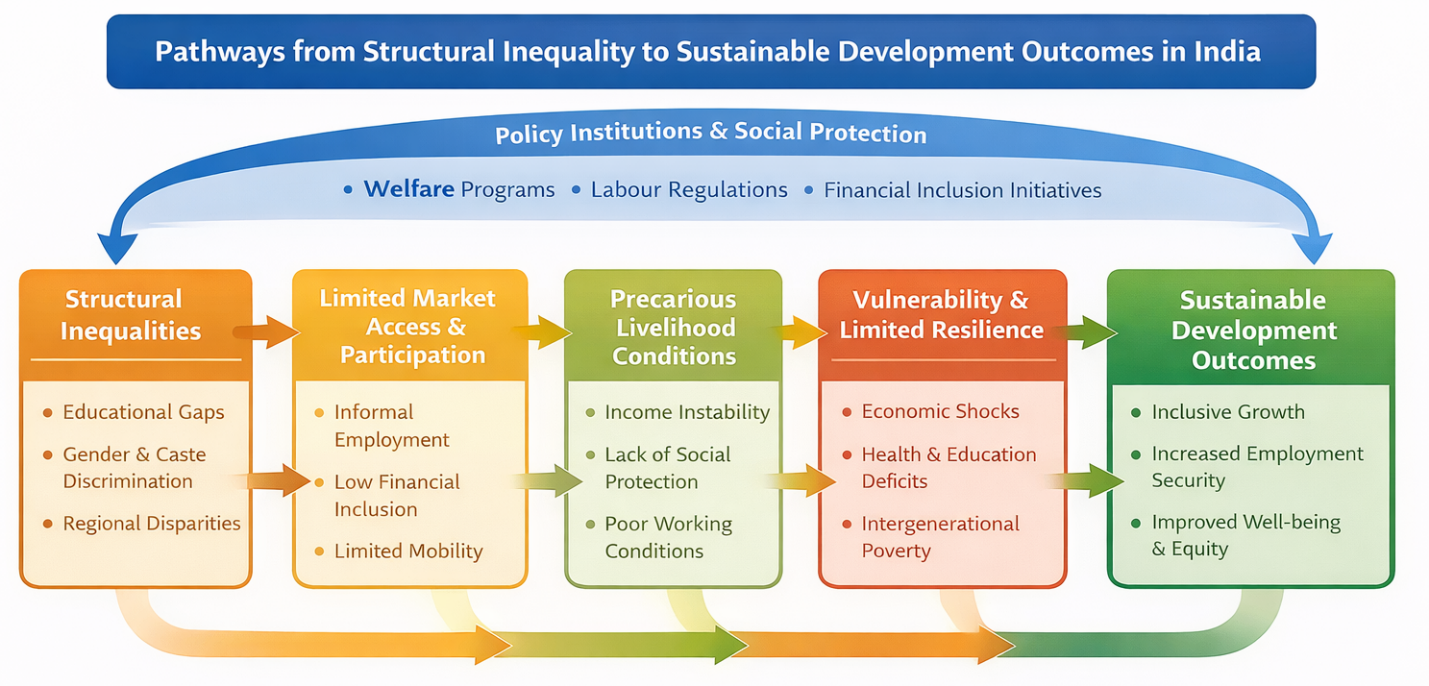 Pathways from Structural Inequality to Sustainable Development Outcomes in India
Policy Institutions & Social Protection
• Welfare Programs • Labour Regulations • Financial Inclusion Initiatives
Structural
Inequalities
• Educational Gaps
• Gender & Caste
Discrimination
• Regional Disparities
Limited Market
Access &
Participation
• Informal
Employment
• Low Financial
Inclusion
• Limited Mobility
Precarious
Livelihood
Conditions
• Income Instability
• Lack of Social
Protection
• Poor Working
Conditions
Vulnerability &
Limited Resilience
• Economic Shocks
• Health & Education
Deficits
• Intergenerational
Poverty
Sustainable
Development
Outcomes
• Inclusive Growth
• Increased Employment
Security
• Improved Well-being
& Equity